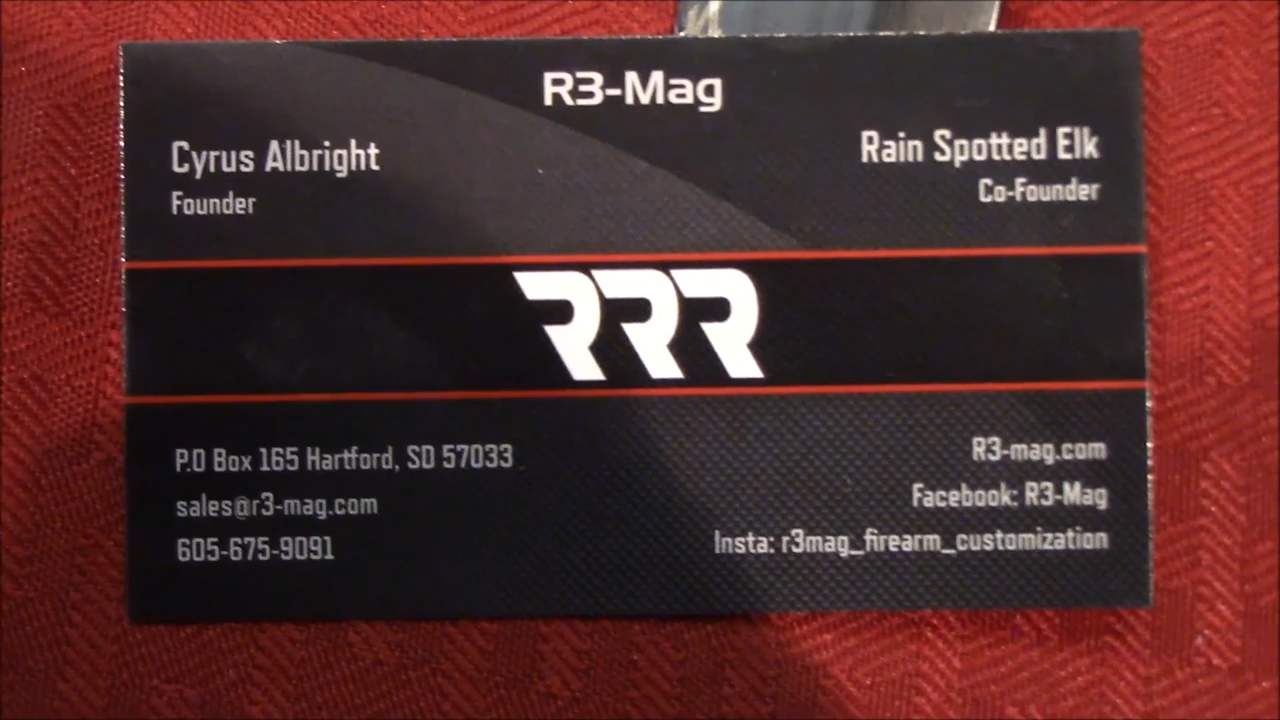 R3-Mag
Cyrus Albright
Founder
Rain Spotted Elk
Co-Founder
RRR
P.O Box 165 Hartford, SD 57033
sales@r3-mag.com
605-675-9091
R3-mag.com
Facebook: R3-Mag
Insta: r3mag_firearm_customization